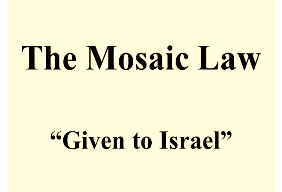 The Mosaic Law
“Given to Israel”